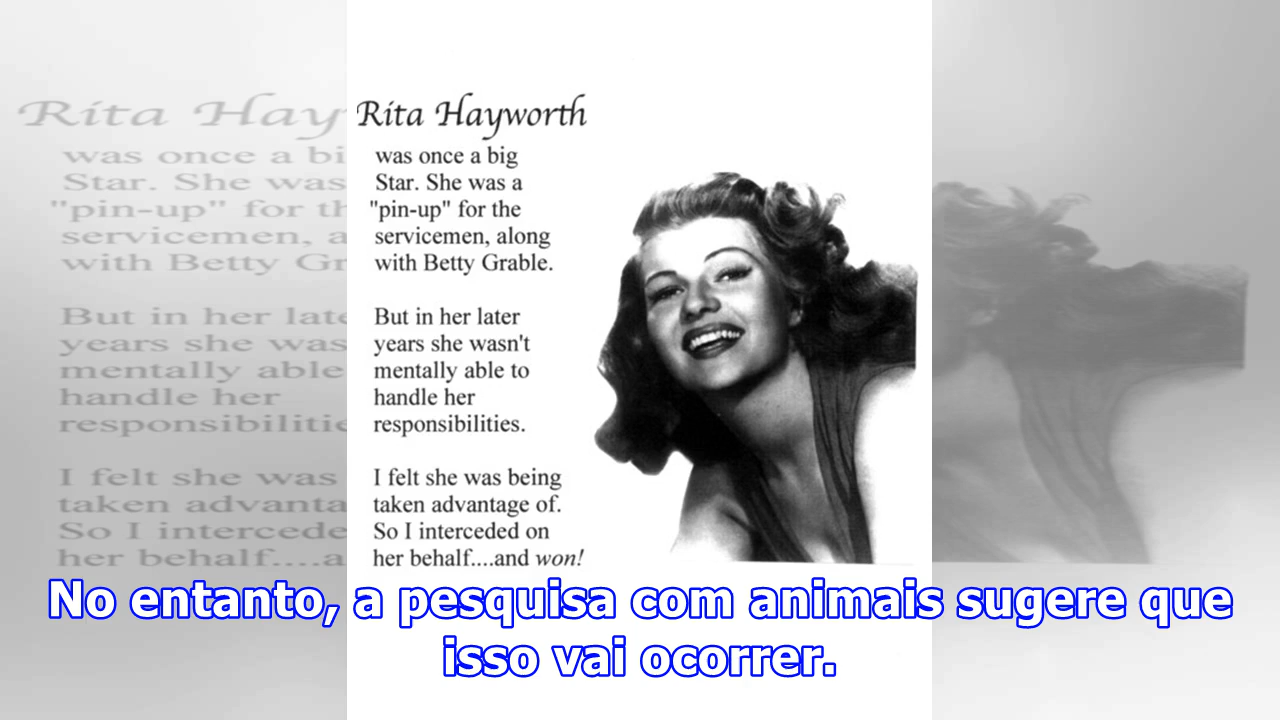 Rita Hayworth
was once a big
Star. She was a
"pin-up" for the
servicemen, along
with Betty Grable.
But in her later
years she wasn't
mentally able to
handle her
responsibilities.
I felt she was being
taken advantage of.
So I interceded on
her behalf....and won!
No entanto, a pesquisa com animais sugere que
isso vai ocorrer.